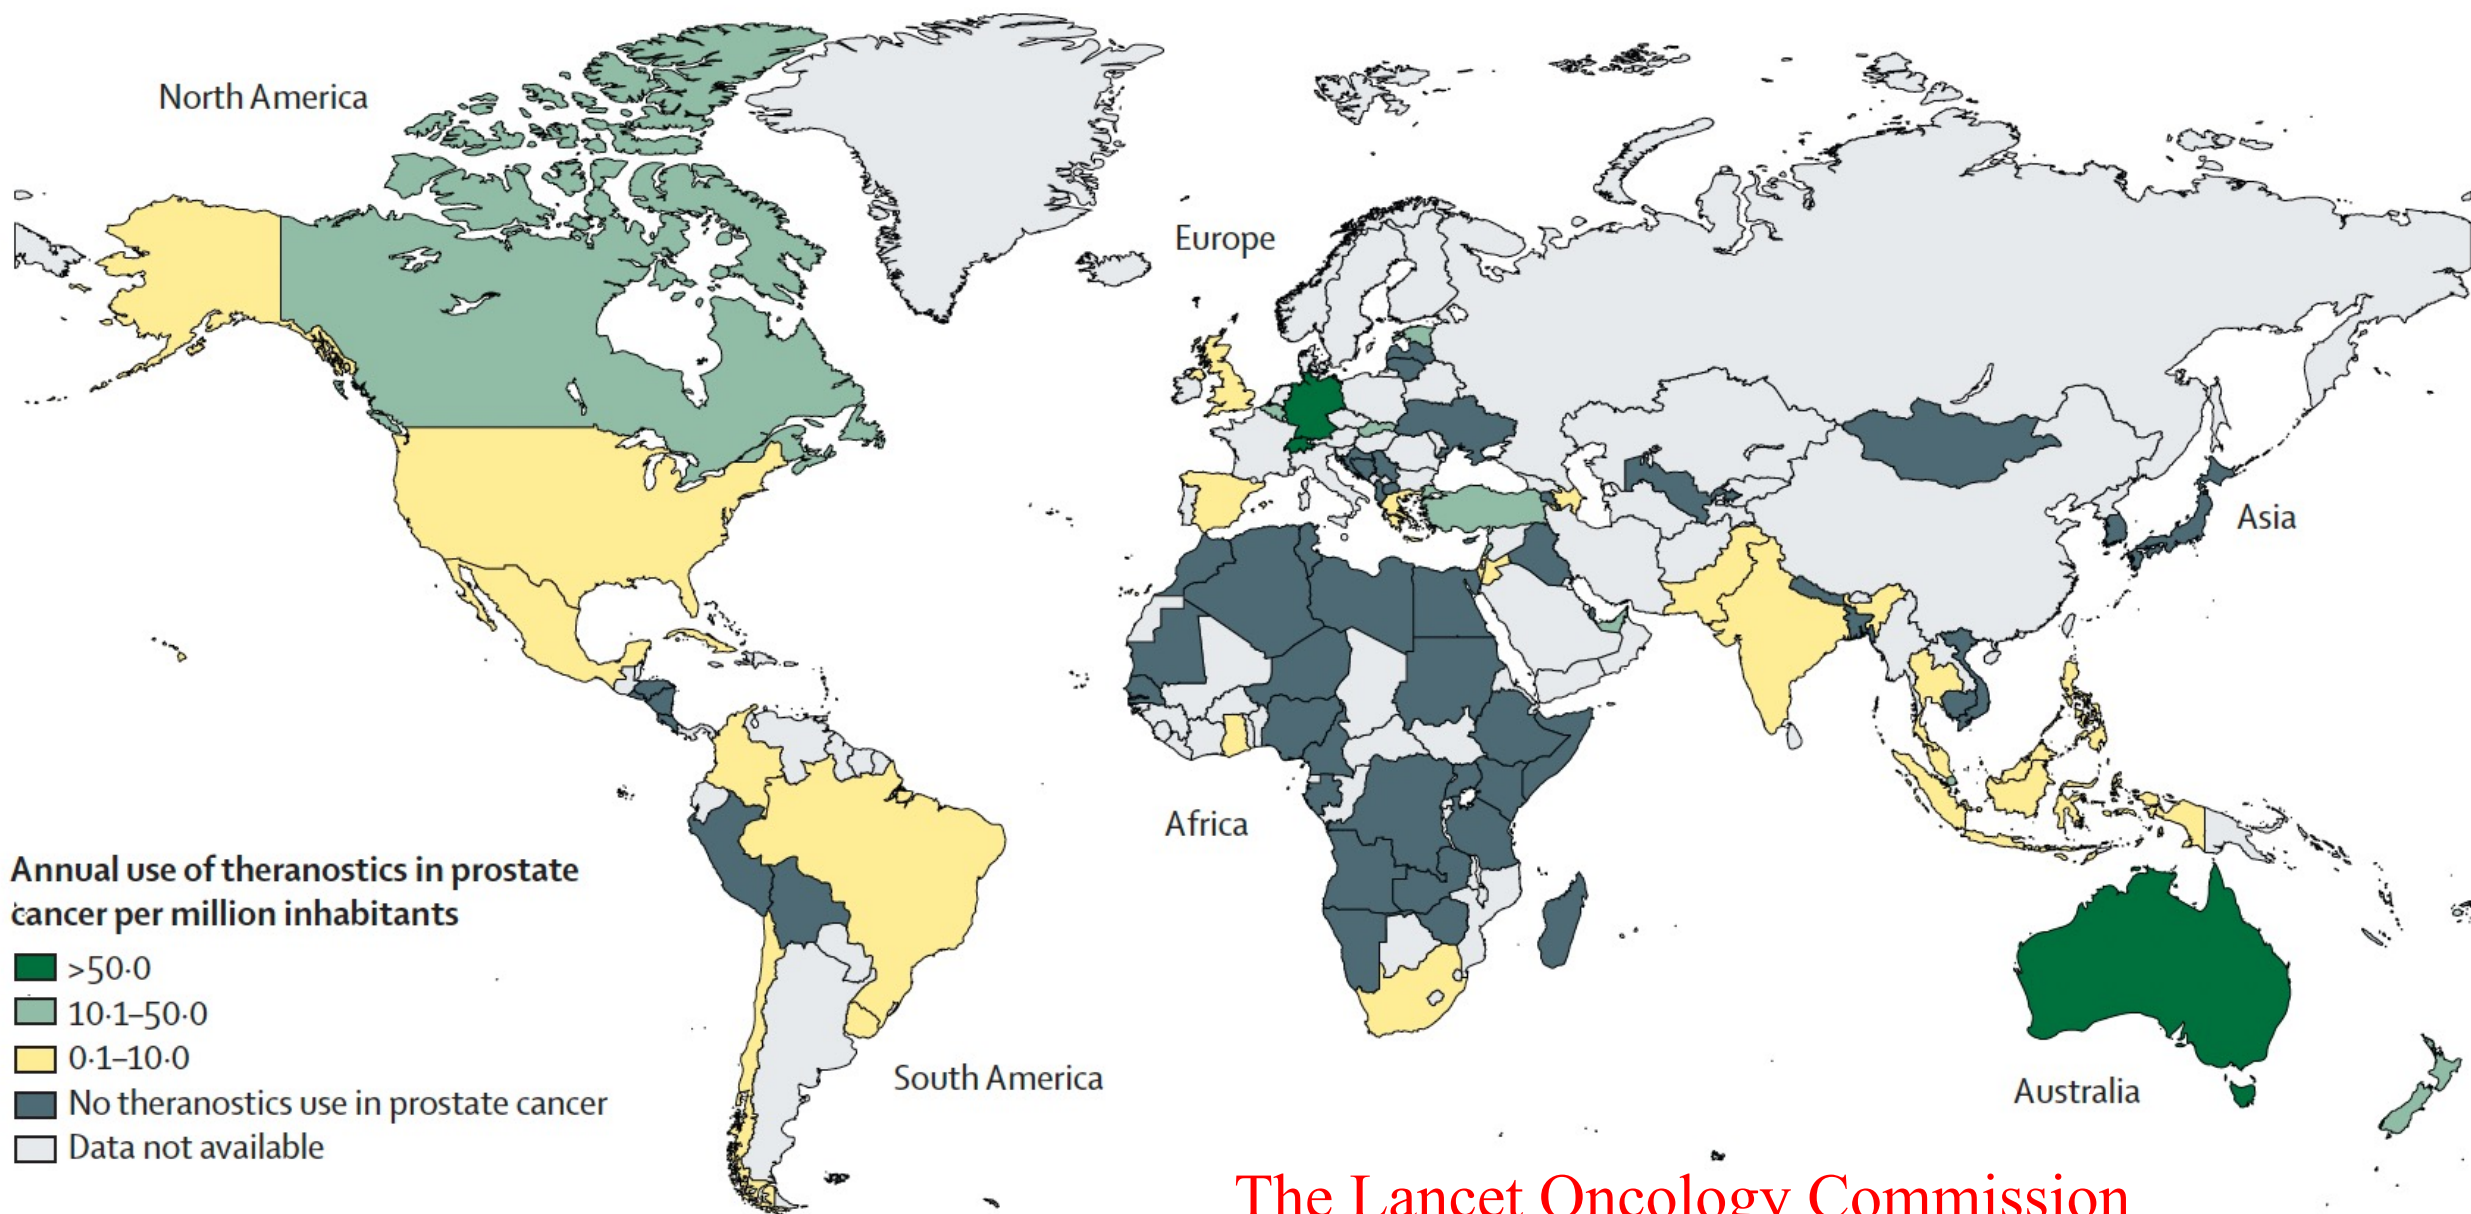 North America
Europe
Asia
Africa
South America
Australia
Annual use of theranostics in prostate
cancer per million inhabitants
>50·0
10·1–50·0
0·1–10·0
No theranostics use in prostate cancer
Data not available
The Lancet Oncology Commission